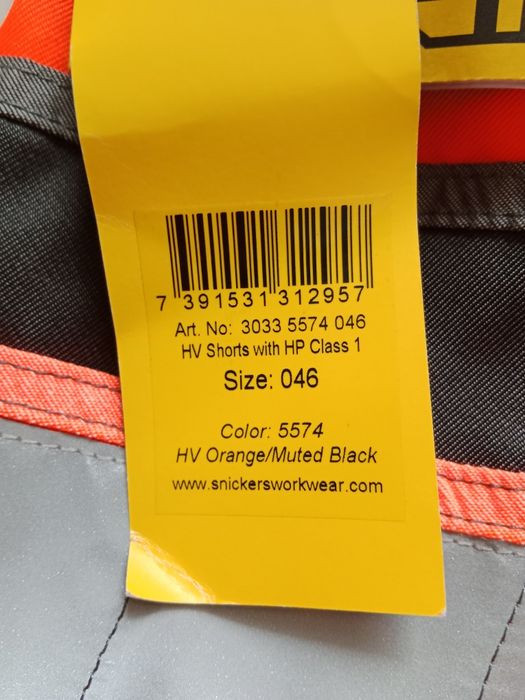 7 391531 312957
Art. No: 3033 5574 046
HV Shorts with HP Class 1
Size: 046
Color: 5574
HV Orange/Muted Black
www.snickersworkwear.com